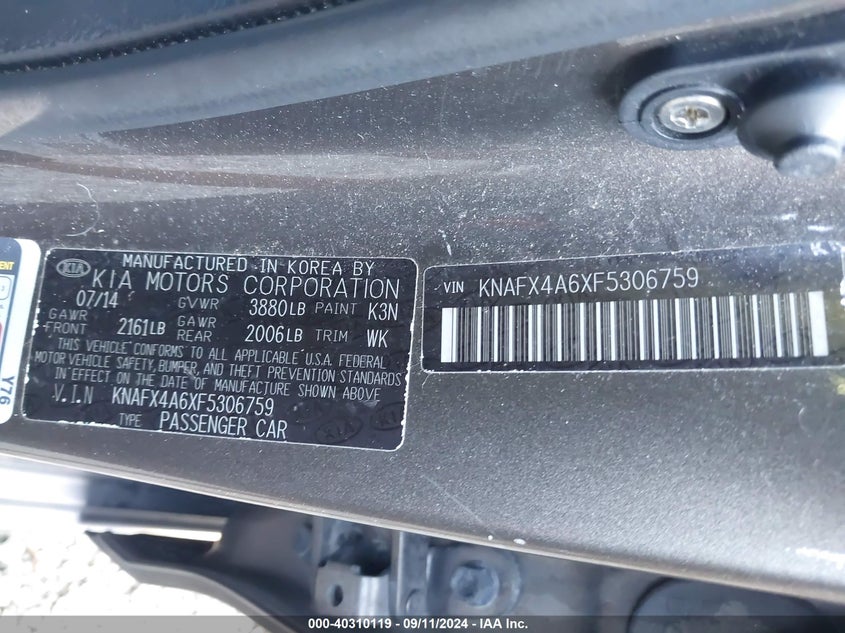 KIA
MANUFACTURED IN KOREA BY
KIA MOTORS CORPORATION
07/14 GVWR 3880LB PAINT K3N
GAWR FRONT 2161LB GAWR REAR 2006LB TRIM WK
THIS VEHICLE CONFORMS TO ALL APPLICABLE U.S.A. FEDERAL
MOTOR VEHICLE SAFETY, BUMPER, AND THEFT PREVENTION STANDARDS
IN EFFECT ON THE DATE OF MANUFACTURE SHOWN ABOVE
V.I.N KNAFX4A6XF5306759
TYPE PASSENGER CAR
VIN KNAFX4A6XF5306759
Y76
000-40310119 - 09/11/2024 - IAA Inc.